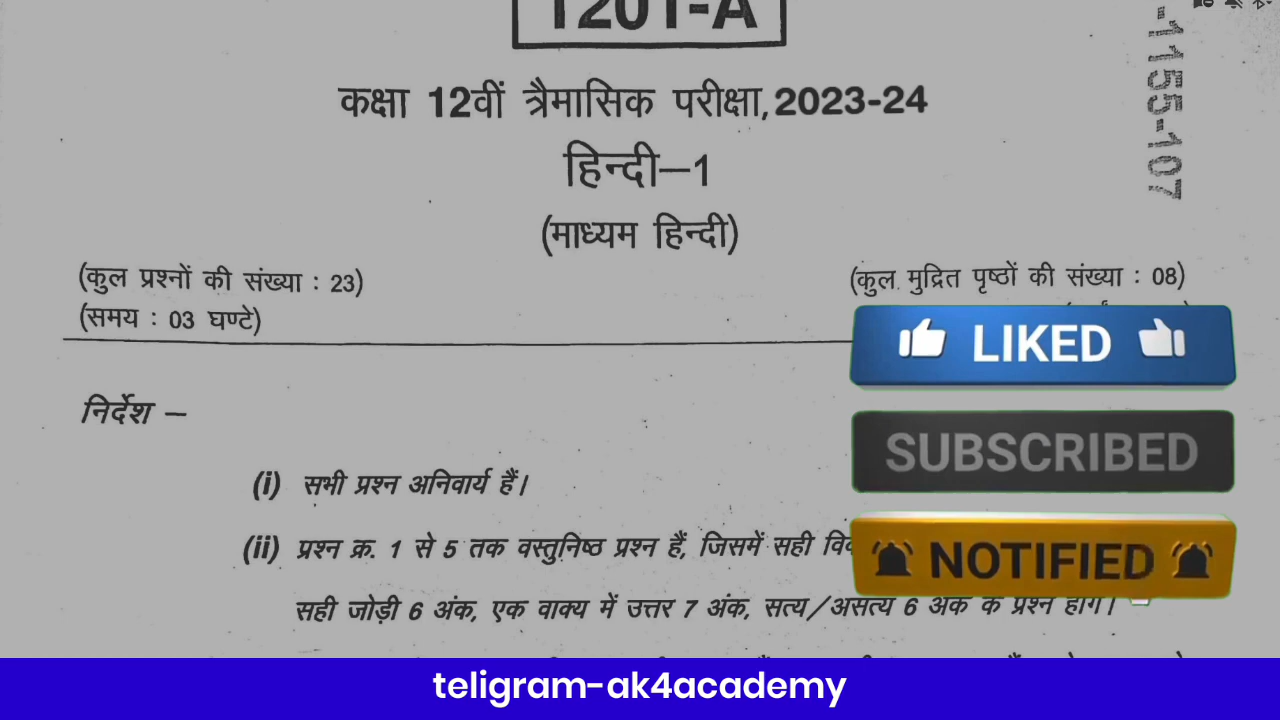 1201-A
-1155-107
कक्षा 12वीं त्रैमासिक परीक्षा, 2023-24
हिन्दी–1
(माध्यम हिन्दी)
(कुल प्रश्नों की संख्या : 23)
(कुल मुद्रित पृष्ठों की संख्या : 08)
(समय : 03 घण्टे)
LIKED
निर्देश –
SUBSCRIBED
(i) सभी प्रश्न अनिवार्य हैं।
(ii) प्रश्न क्र. 1 से 5 तक वस्तुनिष्ठ प्रश्न हैं, जिसमें सही
NOTIFIED
सही जोड़ी 6 अंक, एक वाक्य में उत्तर 7 अंक, सत्य/असत्य 6 अंक के प्रश्न होंगे।
teligram-ak4academy